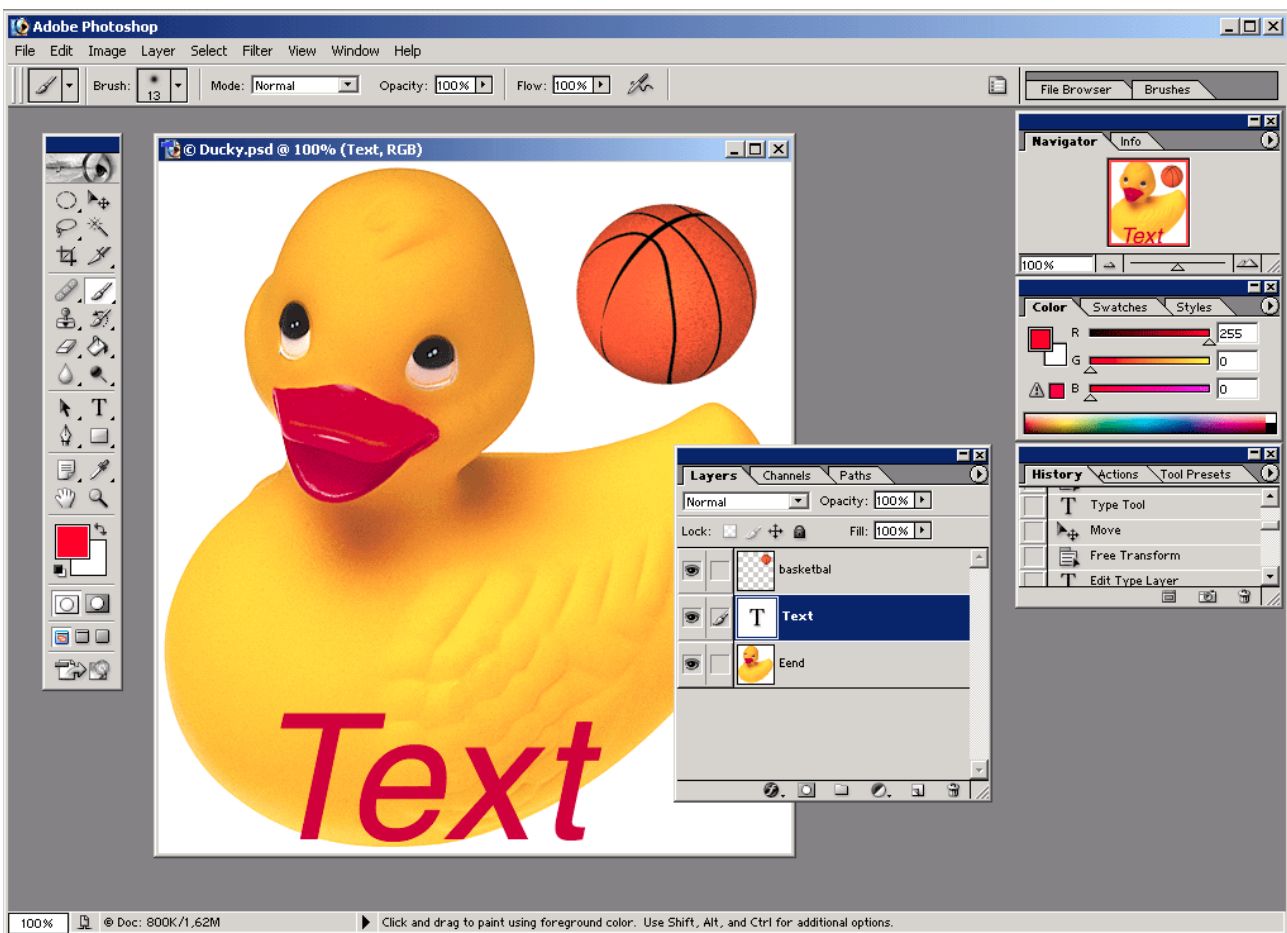 Adobe Photoshop
File Edit Image Layer Select Filter View Window Help
Brush: 13 Mode: Normal Opacity: 100% Flow: 100% File Browser Brushes
© Ducky.psd @ 100% (Text, RGB)
Text
Navigator Info
Text
100%
Color Swatches Styles
R 255
G 0
B 0
History Actions Tool Presets
T Type Tool
Move
Free Transform
T Edit Type Layer
T
Layers Channels Paths
Normal Opacity: 100%
Lock: Fill: 100%
basketbal
T Text
Eend
100% © Doc: 800K/1,62M Click and drag to paint using foreground color. Use Shift, Alt, and Ctrl for additional options.